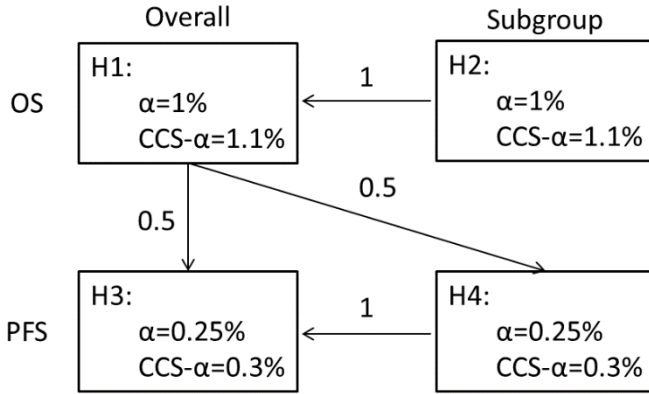 Overall
Subgroup
OS
H1:
α=1%
CCS-α=1.1%
1
H2:
α=1%
CCS-α=1.1%
0.5
0.5
PFS
H3:
α=0.25%
CCS-α=0.3%
1
H4:
α=0.25%
CCS-α=0.3%